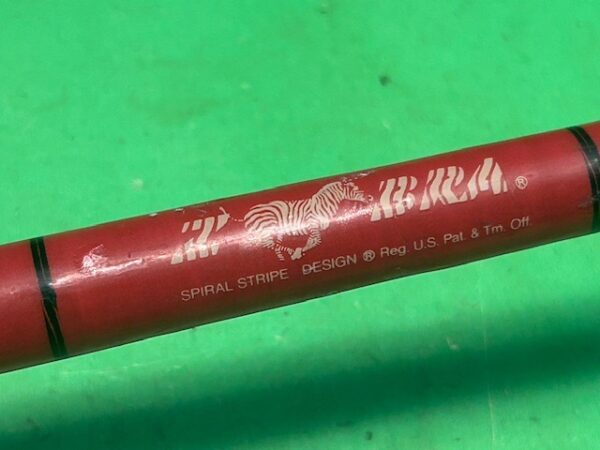 Z BRA ®
SPIRAL STRIPE DESIGN ® Reg. U.S. Pat. & Tm. Off.